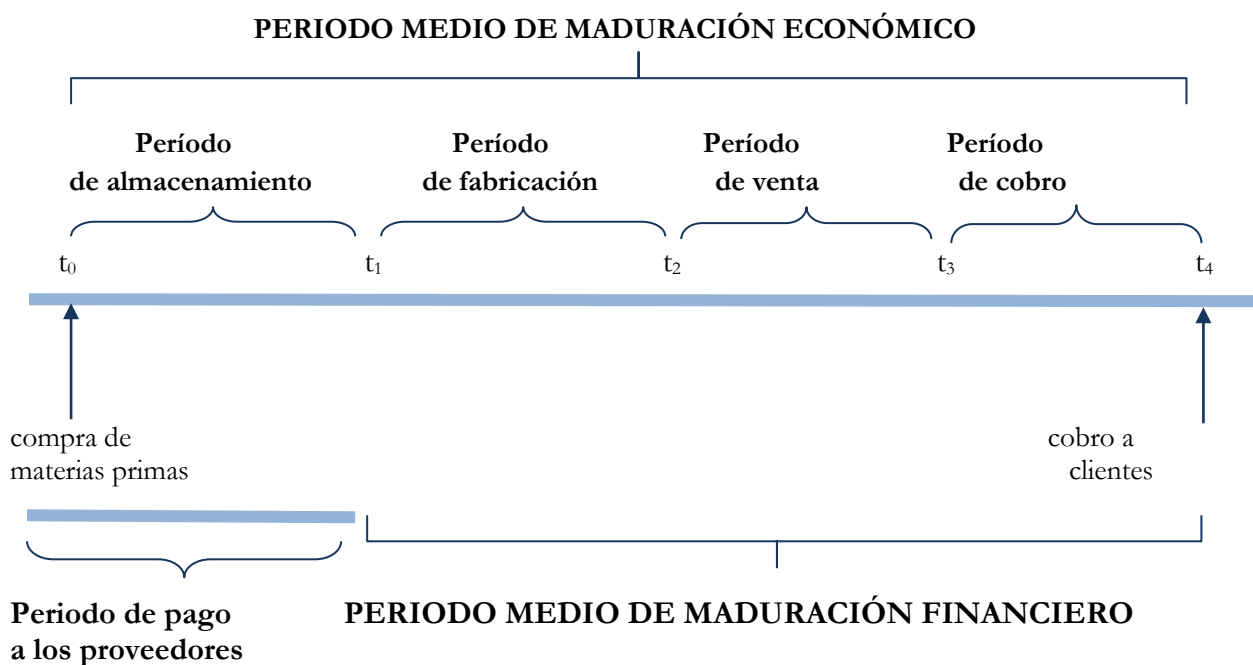 PERIODO MEDIO DE MADURACIÓN ECONÓMICO
Período
de almacenamiento
Período
de fabricación
Período
de venta
Período
de cobro
t₀
t₁
t₂
t₃
t₄
compra de
materias primas
cobro a
clientes
Periodo de pago
a los proveedores
PERIODO MEDIO DE MADURACIÓN FINANCIERO